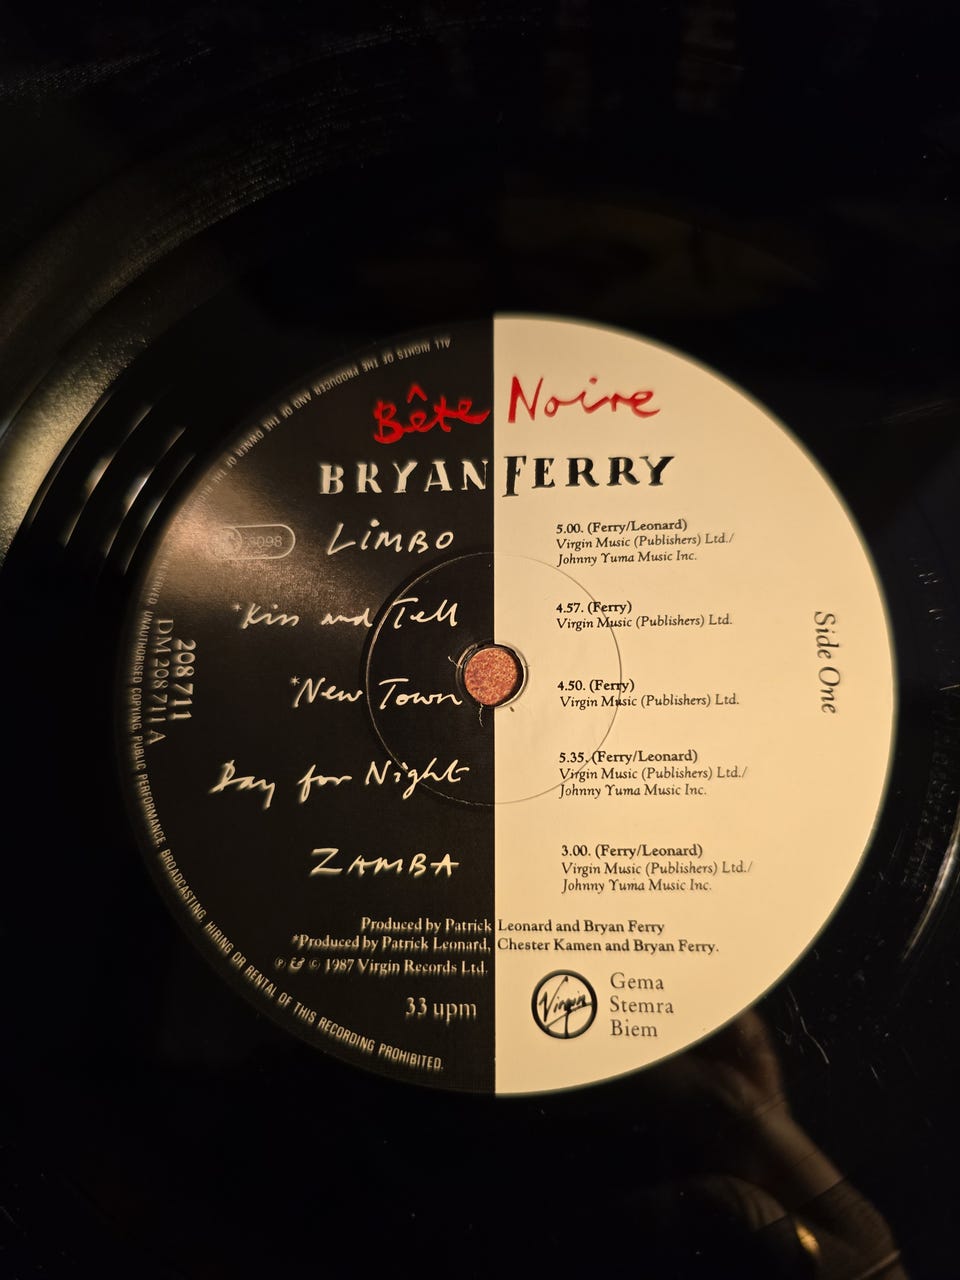 Bête Noire
BRYAN FERRY
LIMBO
5.00. (Ferry/Leonard)
Virgin Music (Publishers) Ltd./
Johnny Yuma Music Inc.
*Kiss and Tell
4.57. (Ferry)
Virgin Music (Publishers) Ltd.
*New Town
4.50. (Ferry)
Virgin Music (Publishers) Ltd.
Day for Night
5.35. (Ferry/Leonard)
Virgin Music (Publishers) Ltd./
Johnny Yuma Music Inc.
ZAMBA
3.00. (Ferry/Leonard)
Virgin Music (Publishers) Ltd./
Johnny Yuma Music Inc.
Produced by Patrick Leonard and Bryan Ferry
*Produced by Patrick Leonard, Chester Kamen and Bryan Ferry.
℗ & © 1987 Virgin Records Ltd.
33 upm
Virgin
Gema
Stemra
Biem
Side One
208 711
DM 208 711 A
ALL RIGHTS OF THE PRODUCER AND OF THE OWNER OF THE UNAUTHORISED COPYING, PUBLIC PERFORMANCE, BROADCASTING, HIRING OR RENTAL OF THIS RECORDING PROHIBITED.